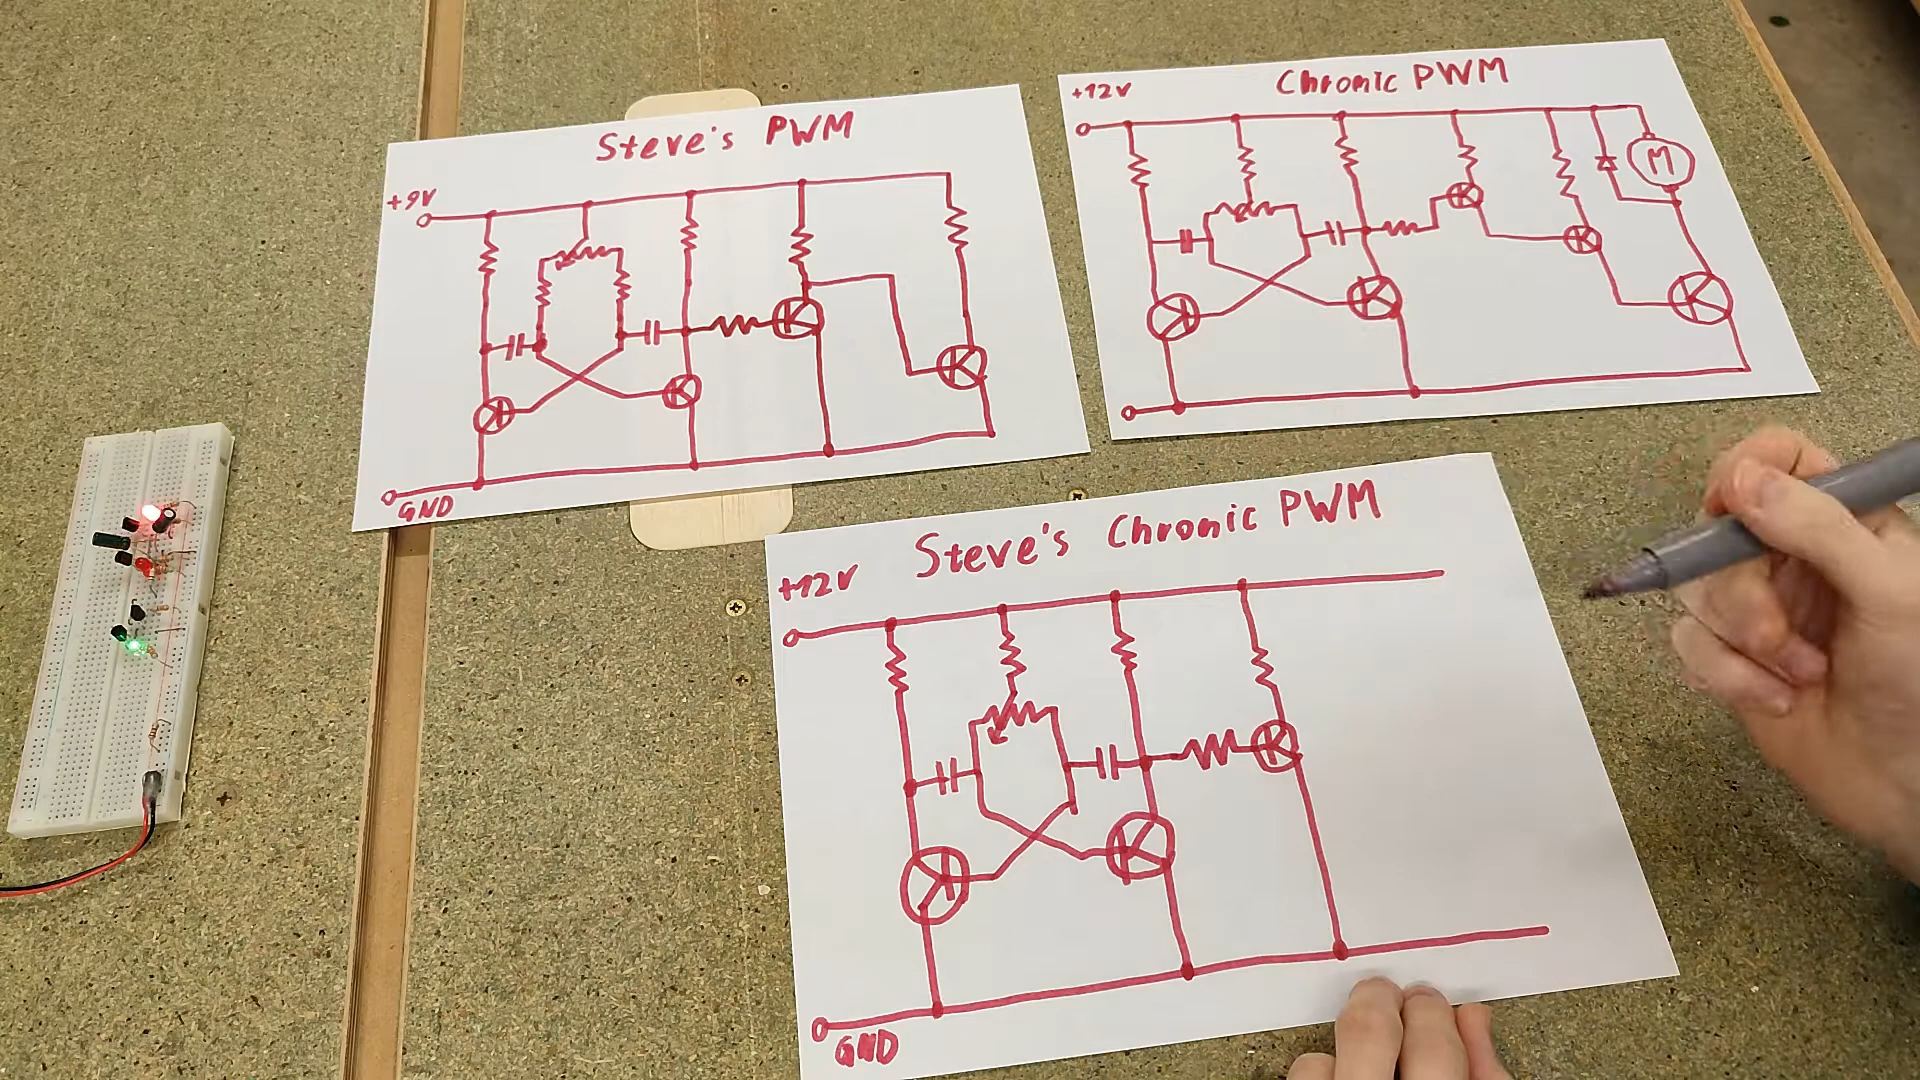 Steve's PWM
+9V
GND
Chronic PWM
+12V
M
Steve's Chronic PWM
+12V
GND